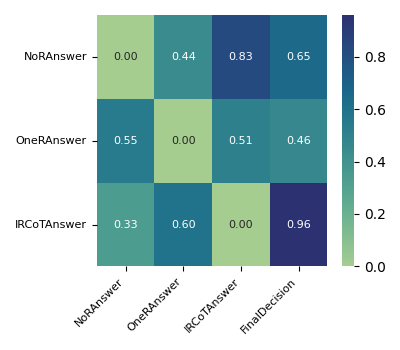 NoRAnswer 0.00 0.44 0.83 0.65
OneRAnswer 0.55 0.00 0.51 0.46
IRCoTAnswer 0.33 0.60 0.00 0.96
NoRAnswer OneRAnswer IRCoTAnswer FinalDecision
0.8
0.6
0.4
0.2
0.0